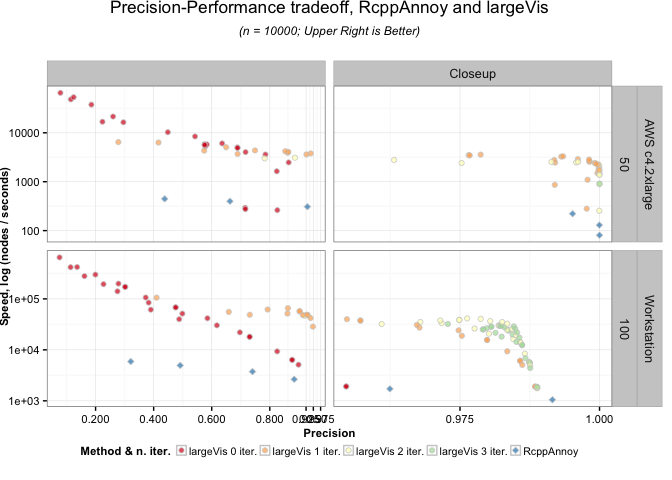 Precision-Performance tradeoff, RcppAnnoy and largeVis
(n = 10000; Upper Right is Better)
Closeup
AWS c4.2xlarge
50
10000
1000
100
Workstation
100
1e+05
1e+04
1e+03
Speed, log (nodes / seconds)
0.200 0.400 0.600 0.800 0.975 1.000
Precision
Method & n. iter. largeVis 0 iter. largeVis 1 iter. largeVis 2 iter. largeVis 3 iter. RcppAnnoy